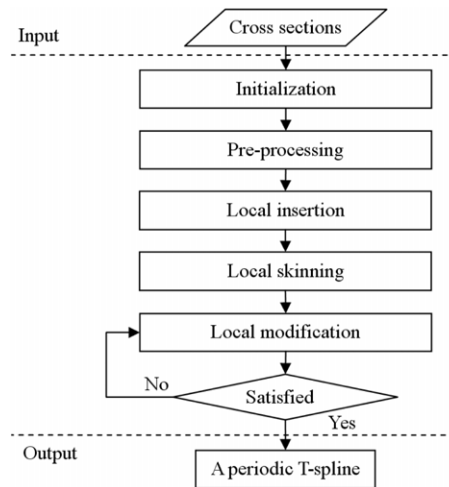 Cross sections
Input
Initialization
Pre-processing
Local insertion
Local skinning
Local modification
No
Satisfied
Yes
Output
A periodic T-spline